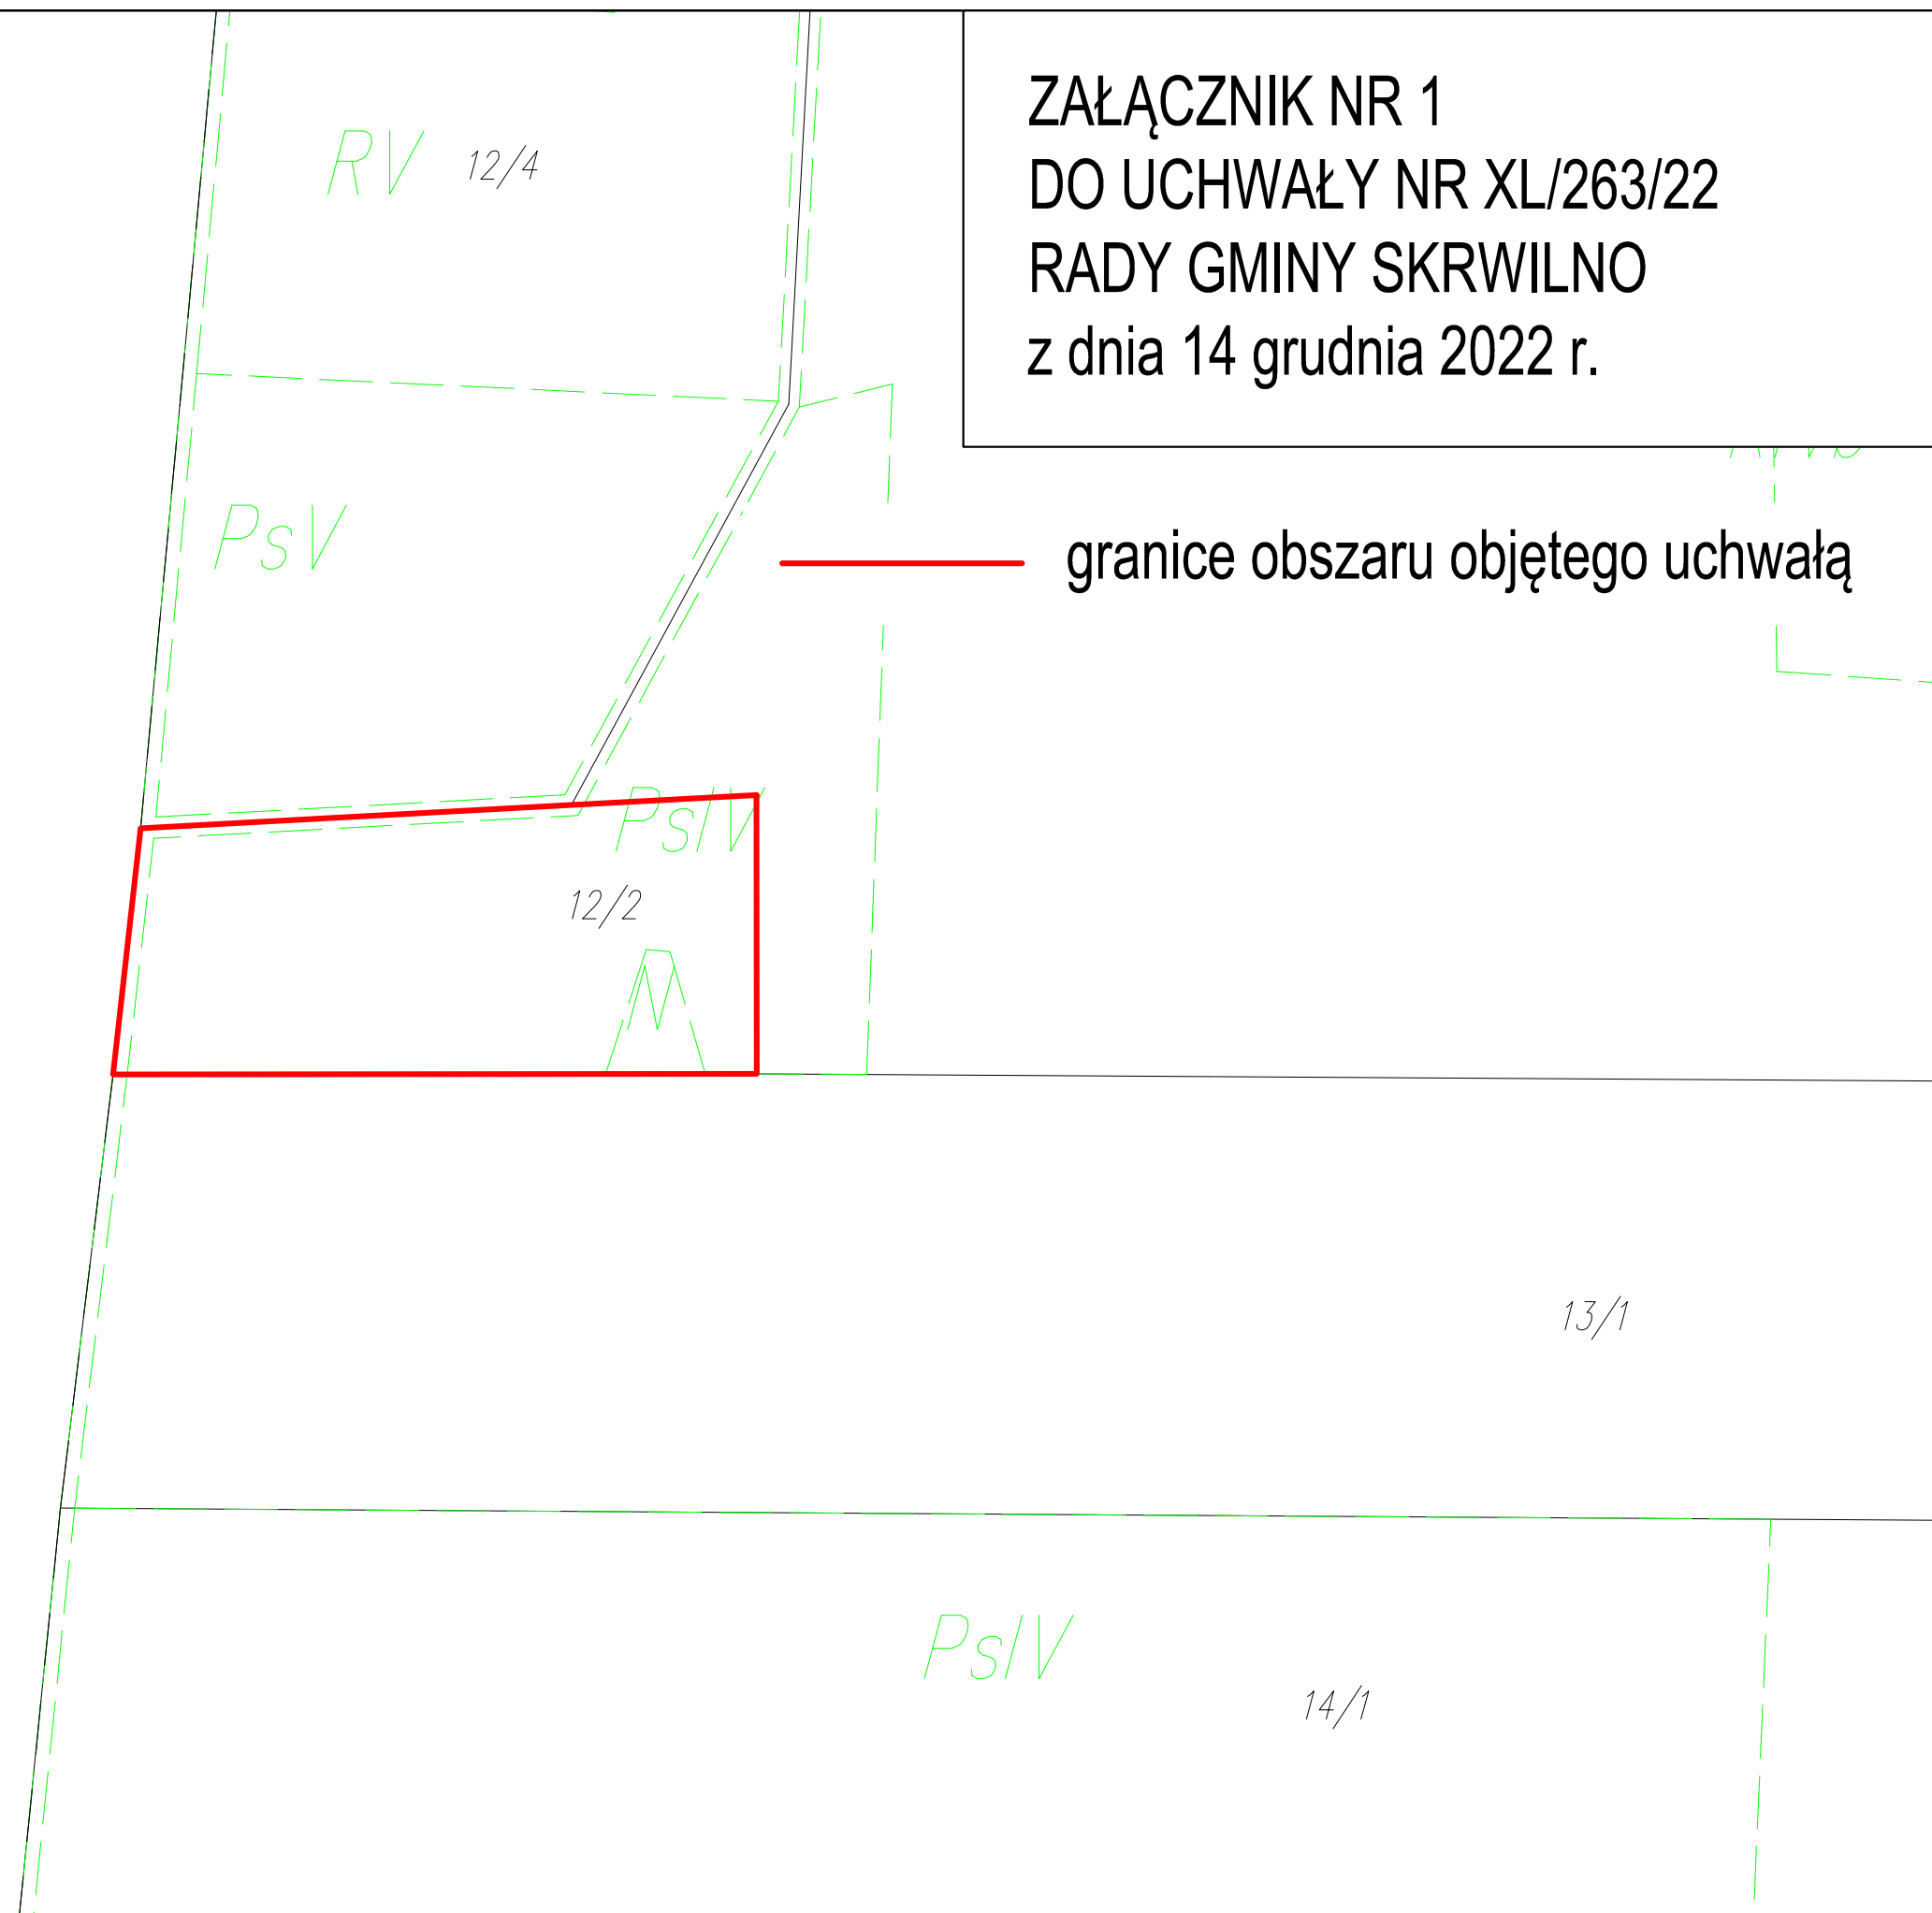 ZAŁĄCZNIK NR 1
DO UCHWAŁY NR XL/263/22
RADY GMINY SKRWILNO
z dnia 14 grudnia 2022 r.
RV 12/4
PsV
granice obszaru objętego uchwałą
PsIV
12/2
13/1
PsIV
14/1